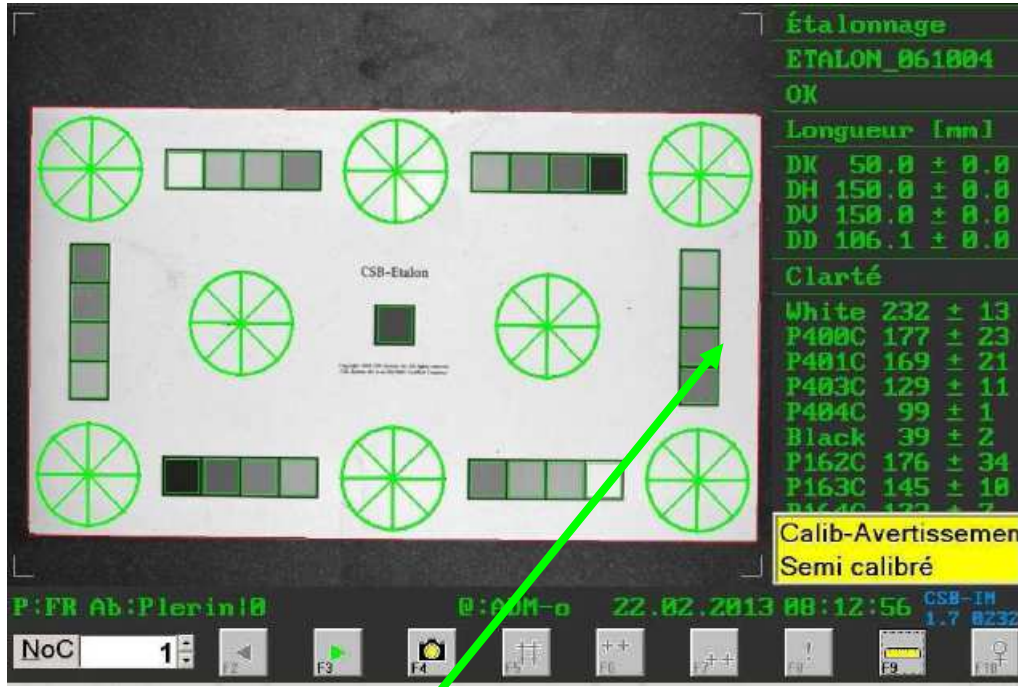 Étalonnage
ETALON_061004
OK
Longueur [mm]
DK 50.0 ± 0.0
DH 150.0 ± 0.0
DV 150.0 ± 0.0
DD 106.1 ± 0.0
Clarté
White 232 ± 13
P400C 177 ± 23
P401C 169 ± 21
P403C 129 ± 11
P404C 99 ± 1
Black 39 ± 2
P162C 176 ± 34
P163C 145 ± 10
CSB-Etalon
Calib-Avertissemen
Semi calibré
P:FR Ab:Plerin|0 @: 22.02.2013 08:12:56 CSB-IM
1.7 0232
NoC 1 F2 F3 F4 F5 F6 F7 F8 F9 F10